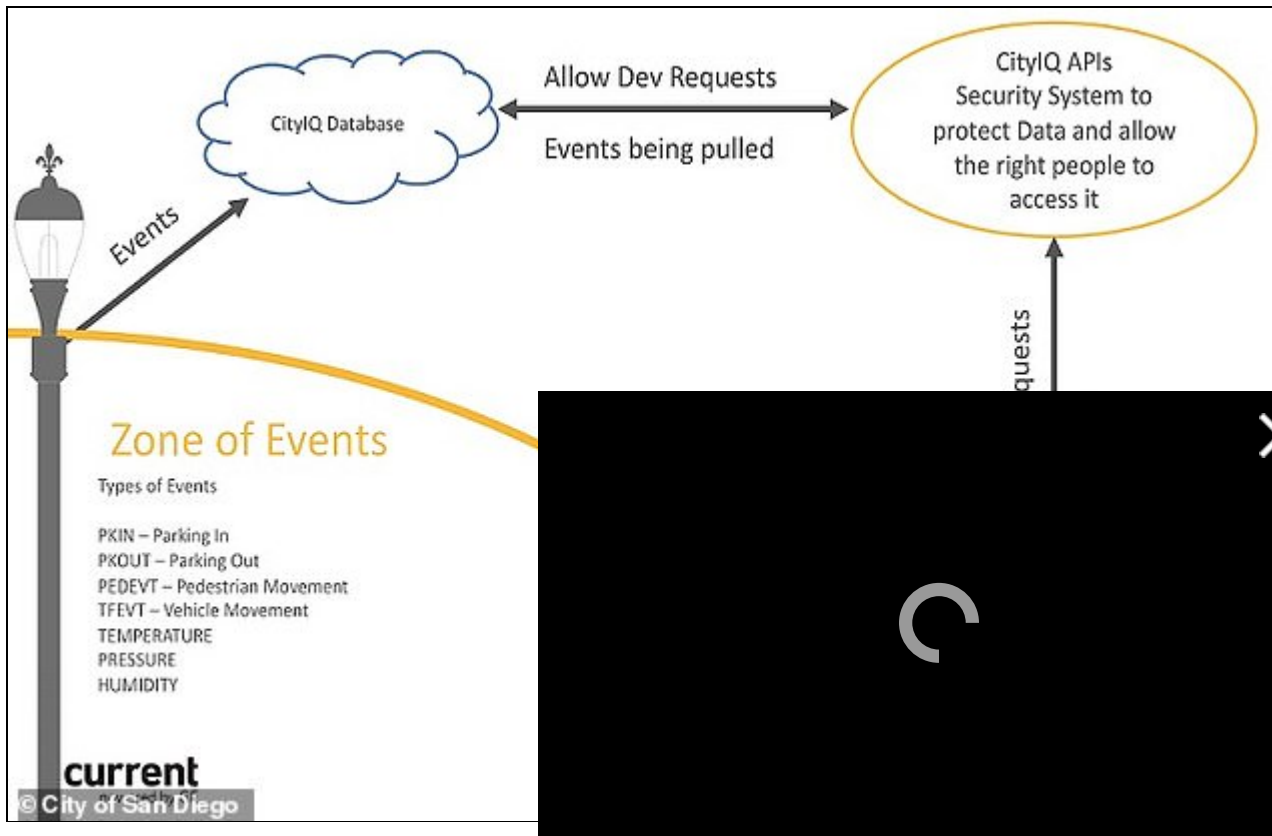 CityIQ Database
Allow Dev Requests
Events being pulled
CityIQ APIs
Security System to
protect Data and allow
the right people to
access it
Events
Zone of Events
Types of Events
PKIN – Parking In
PKOUT – Parking Out
PEDEVT – Pedestrian Movement
TFEVT – Vehicle Movement
TEMPERATURE
PRESSURE
HUMIDITY
current
© City of San Diego